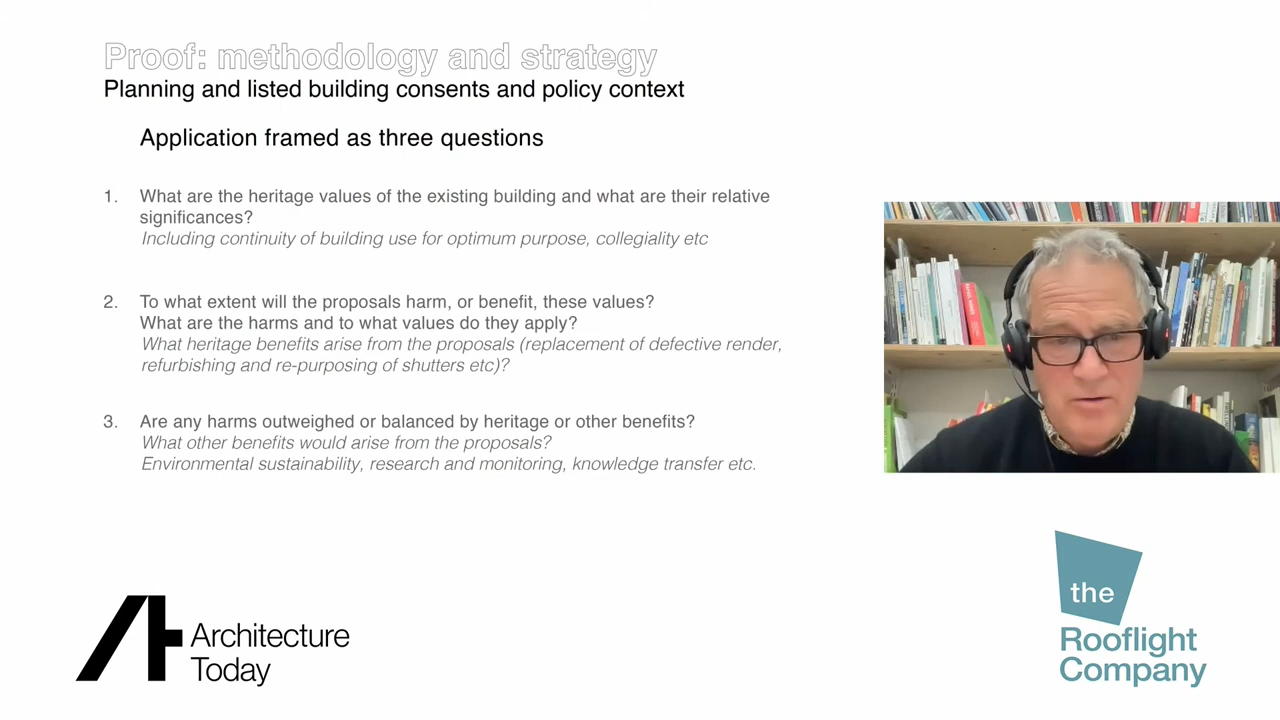 Proof: methodology and strategy
Planning and listed building consents and policy context
Application framed as three questions
1. What are the heritage values of the existing building and what are their relative
significances?
Including continuity of building use for optimum purpose, collegiality etc
2. To what extent will the proposals harm, or benefit, these values?
What are the harms and to what values do they apply?
What heritage benefits arise from the proposals (replacement of defective render,
refurbishing and re-purposing of shutters etc)?
3. Are any harms outweighed or balanced by heritage or other benefits?
What other benefits would arise from the proposals?
Environmental sustainability, research and monitoring, knowledge transfer etc.
Architecture
Today
the
Rooflight
Company